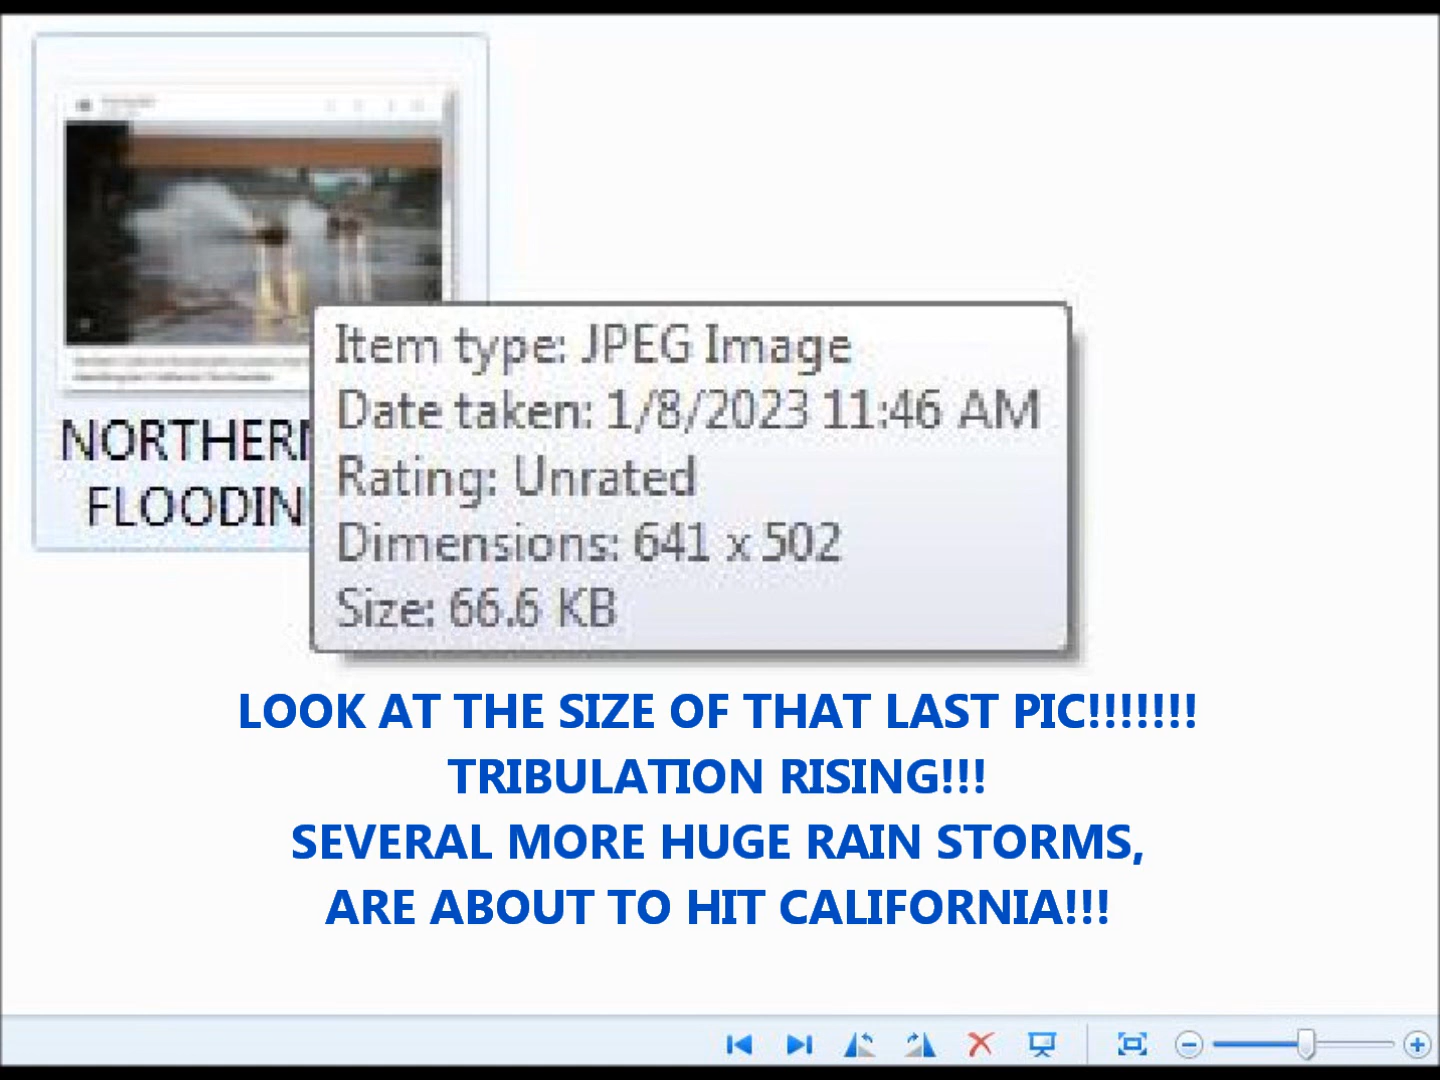 Item type: JPEG Image
Date taken: 1/8/2023 11:46 AM
Rating: Unrated
Dimensions: 641 x 502
Size: 66.6 KB
NORTHERN
FLOODIN
LOOK AT THE SIZE OF THAT LAST PIC!!!!!!!
TRIBULATION RISING!!!
SEVERAL MORE HUGE RAIN STORMS,
ARE ABOUT TO HIT CALIFORNIA!!!